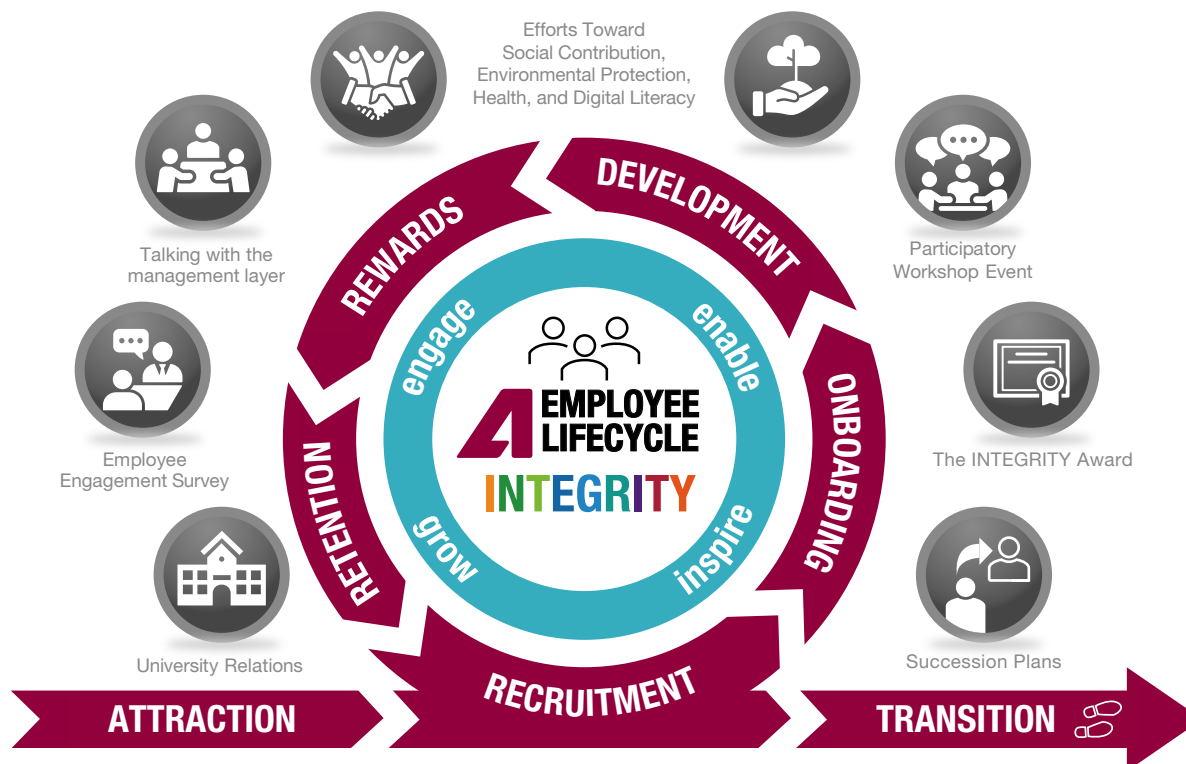 Efforts Toward
Social Contribution,
Environmental Protection,
Health, and Digital Literacy
Talking with the
management layer
Participatory
Workshop Event
Employee
Engagement Survey
The INTEGRITY Award
University Relations
Succession Plans
REWARDS
DEVELOPMENT
ONBOARDING
RETENTION
RECRUITMENT
engage
enable
inspire
grow
EMPLOYEE
LIFECYCLE
INTEGRITY
ATTRACTION
TRANSITION